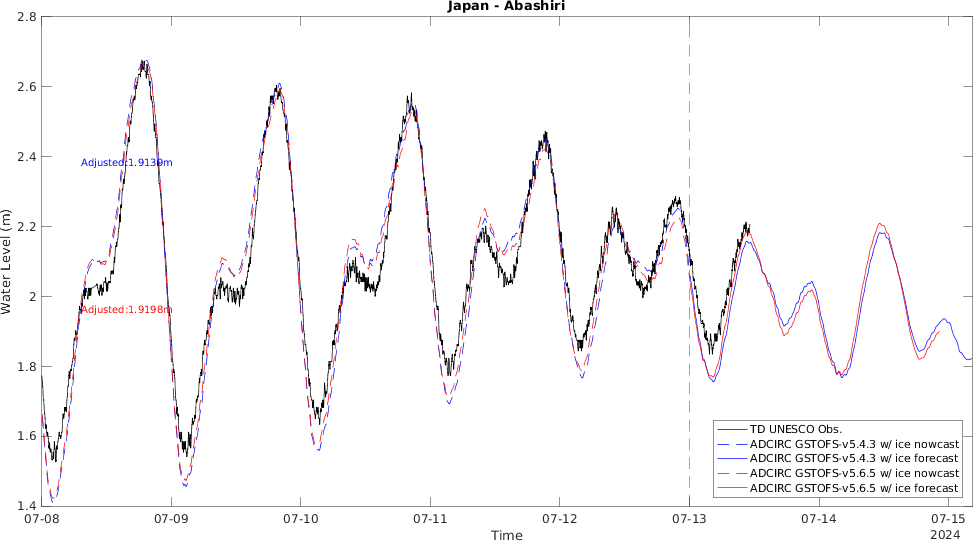 Japan - Abashiri
2.8
2.6
2.4
2.2
2
1.8
1.6
1.4
Water Level (m)
Adjusted:1.9139m
Adjusted:1.9198m
TD UNESCO Obs.
ADCIRC GSTOFS-v5.4.3 w/ ice nowcast
ADCIRC GSTOFS-v5.4.3 w/ ice forecast
ADCIRC GSTOFS-v5.6.5 w/ ice nowcast
ADCIRC GSTOFS-v5.6.5 w/ ice forecast
07-08 07-09 07-10 07-11 07-12 07-13 07-14 07-15
Time 2024